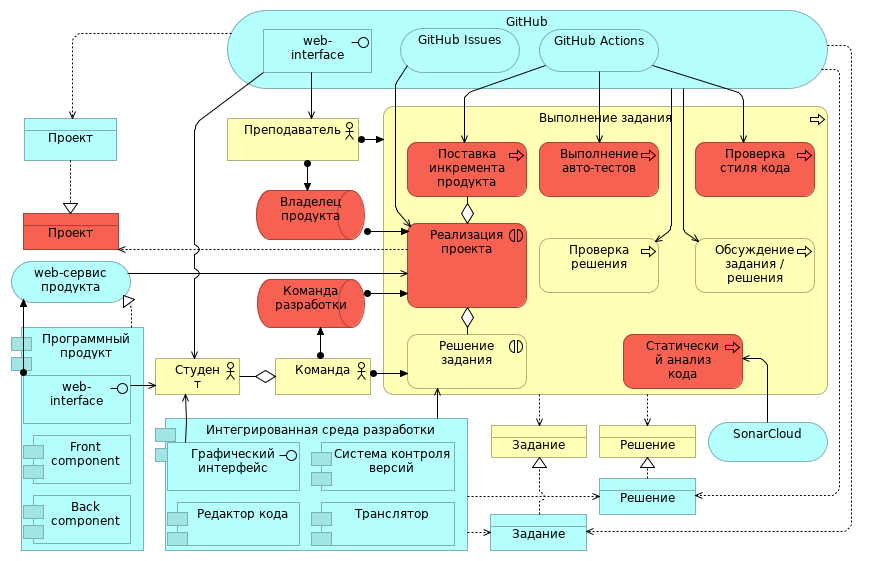 GitHub
web-
interface
GitHub Issues
GitHub Actions
Проект
Преподаватель
Выполнение задания
Поставка
инкремента
продукта
Выполнение
авто-тестов
Проверка
стиля кода
Владелец
продукта
Проект
Реализация
проекта
Проверка
решения
Обсуждение
задания /
решения
web-сервис
продукта
Команда
разработки
Программный
продукт
Решение
задания
Статически
й анализ
кода
Студен
т
Команда
web-
interface
Интегрированная среда разработки
Задание
Решение
SonarCloud
Front
component
Графический
интерфейс
Система контроля
версий
Решение
Back
component
Редактор кода
Транслятор
Задание